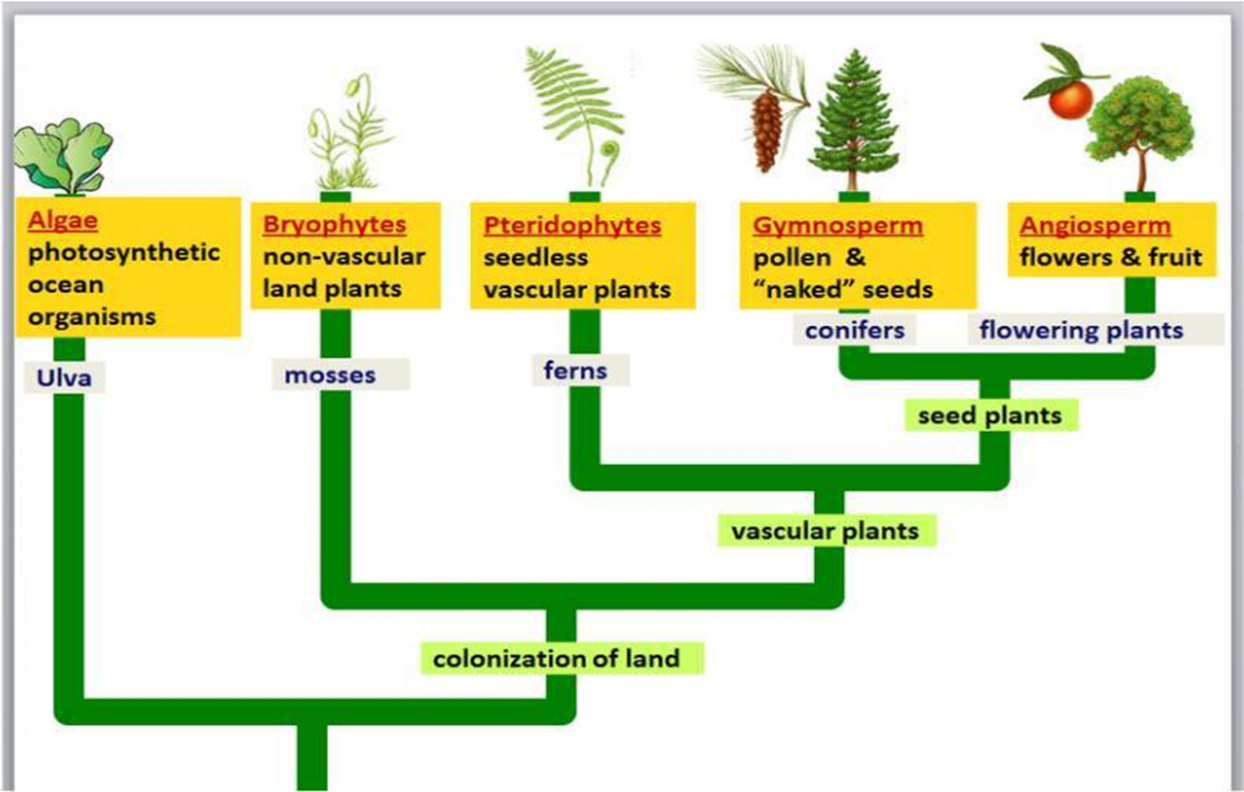 Algae
photosynthetic
ocean
organisms
Bryophytes
non-vascular
land plants
Pteridophytes
seedless
vascular plants
Gymnosperm
pollen &
“naked” seeds
Angiosperm
flowers & fruit
Ulva
mosses
ferns
conifers
flowering plants
seed plants
vascular plants
colonization of land